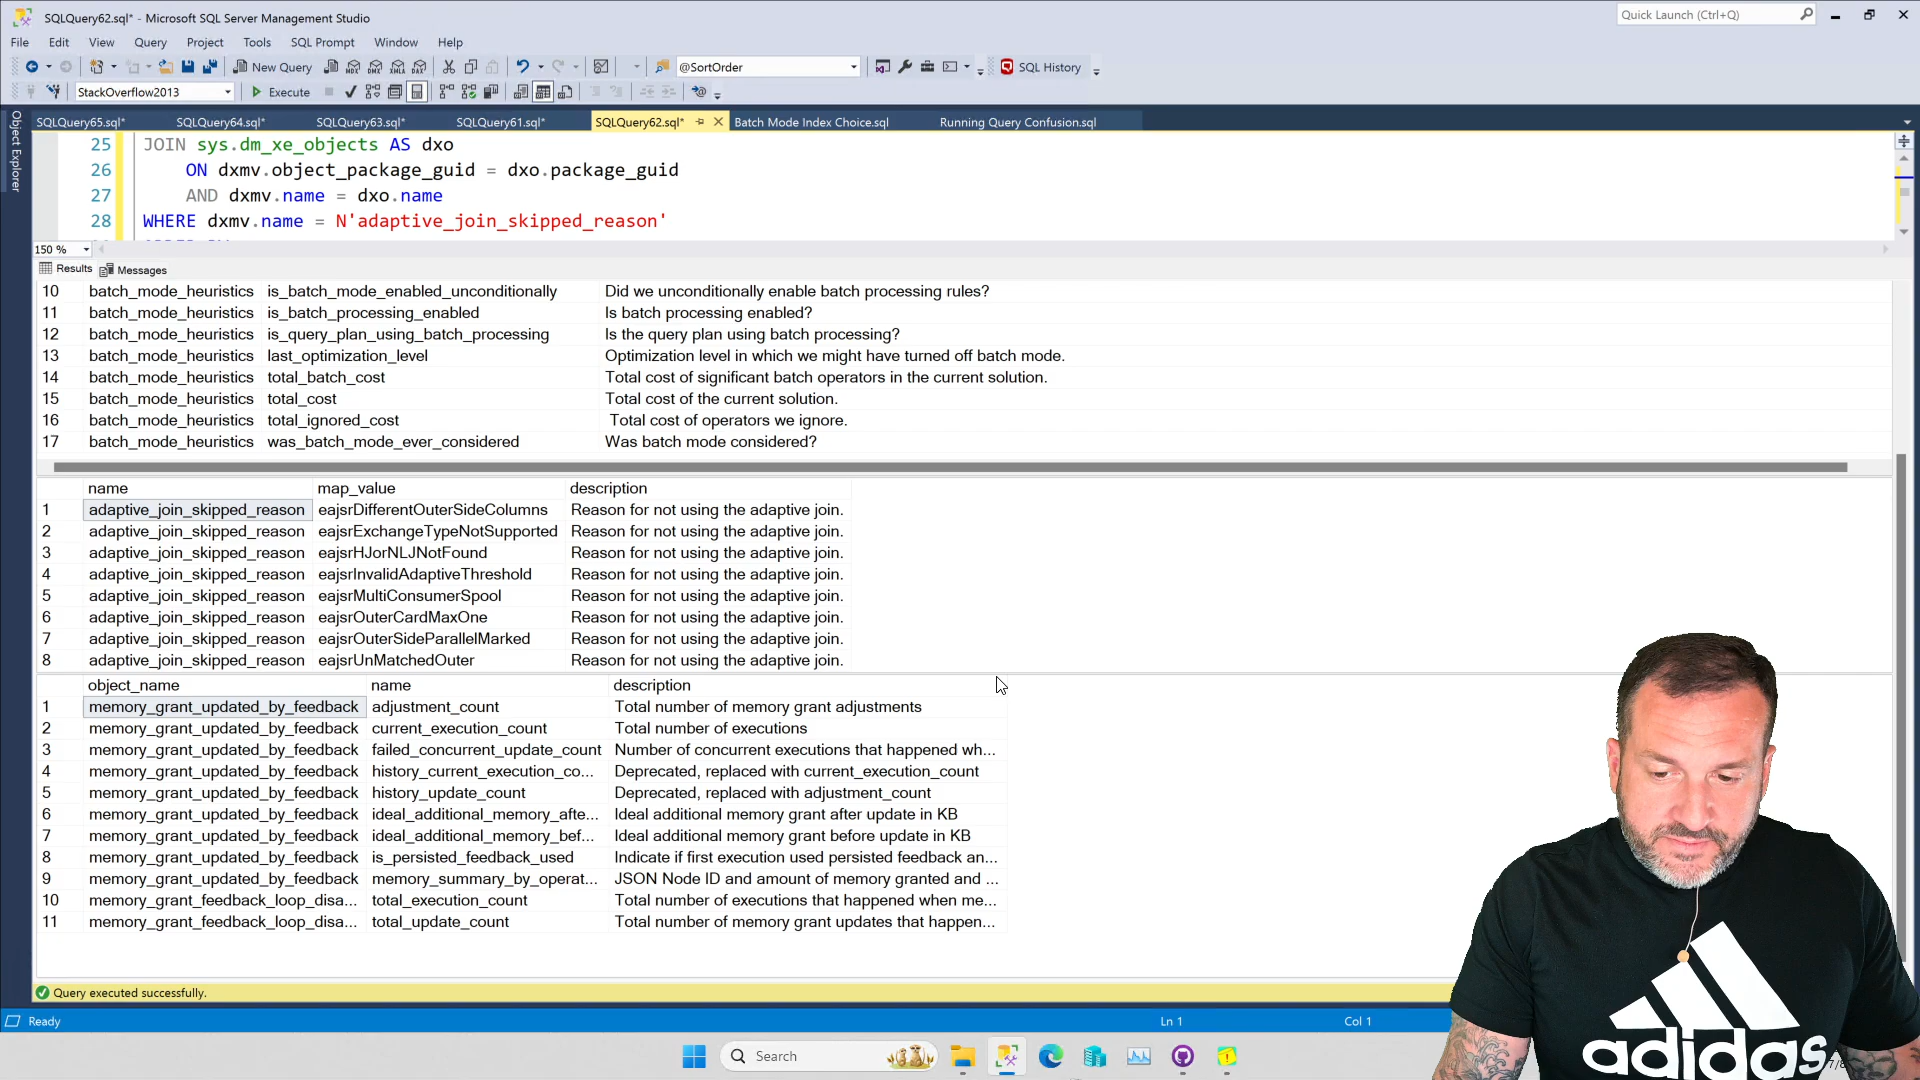 SQLQuery62.sql* - Microsoft SQL Server Management Studio
Quick Launch (Ctrl+Q)
File Edit View Query Project Tools SQL Prompt Window Help
New Query MDX DMX XMLA DAX @SortOrder SQL History
StackOverflow2013 Execute
Object Explorer
SQLQuery65.sql* SQLQuery64.sql* SQLQuery63.sql* SQLQuery61.sql* SQLQuery62.sql* Batch Mode Index Choice.sql Running Query Confusion.sql
25 JOIN sys.dm_xe_objects AS dxo
26 ON dxmv.object_package_guid = dxo.package_guid
27 AND dxmv.name = dxo.name
28 WHERE dxmv.name = N'adaptive_join_skipped_reason'
150 %
Results Messages
10 batch_mode_heuristics is_batch_mode_enabled_unconditionally Did we unconditionally enable batch processing rules?
11 batch_mode_heuristics is_batch_processing_enabled Is batch processing enabled?
12 batch_mode_heuristics is_query_plan_using_batch_processing Is the query plan using batch processing?
13 batch_mode_heuristics last_optimization_level Optimization level in which we might have turned off batch mode.
14 batch_mode_heuristics total_batch_cost Total cost of significant batch operators in the current solution.
15 batch_mode_heuristics total_cost Total cost of the current solution.
16 batch_mode_heuristics total_ignored_cost Total cost of operators we ignore.
17 batch_mode_heuristics was_batch_mode_ever_considered Was batch mode considered?
name map_value description
1 adaptive_join_skipped_reason eajsrDifferentOuterSideColumns Reason for not using the adaptive join.
2 adaptive_join_skipped_reason eajsrExchangeTypeNotSupported Reason for not using the adaptive join.
3 adaptive_join_skipped_reason eajsrHJorNLJNotFound Reason for not using the adaptive join.
4 adaptive_join_skipped_reason eajsrInvalidAdaptiveThreshold Reason for not using the adaptive join.
5 adaptive_join_skipped_reason eajsrMultiConsumerSpool Reason for not using the adaptive join.
6 adaptive_join_skipped_reason eajsrOuterCardMaxOne Reason for not using the adaptive join.
7 adaptive_join_skipped_reason eajsrOuterSideParallelMarked Reason for not using the adaptive join.
8 adaptive_join_skipped_reason eajsrUnMatchedOuter Reason for not using the adaptive join.
object_name name description
1 memory_grant_updated_by_feedback adjustment_count Total number of memory grant adjustments
2 memory_grant_updated_by_feedback current_execution_count Total number of executions
3 memory_grant_updated_by_feedback failed_concurrent_update_count Number of concurrent executions that happened wh...
4 memory_grant_updated_by_feedback history_current_execution_co... Deprecated, replaced with current_execution_count
5 memory_grant_updated_by_feedback history_update_count Deprecated, replaced with adjustment_count
6 memory_grant_updated_by_feedback ideal_additional_memory_afte... Ideal additional memory grant after update in KB
7 memory_grant_updated_by_feedback ideal_additional_memory_bef... Ideal additional memory grant before update in KB
8 memory_grant_updated_by_feedback is_persisted_feedback_used Indicate if first execution used persisted feedback an...
9 memory_grant_updated_by_feedback memory_summary_by_operat... JSON Node ID and amount of memory granted and ...
10 memory_grant_feedback_loop_disa... total_execution_count Total number of executions that happened when me...
11 memory_grant_feedback_loop_disa... total_update_count Total number of memory grant updates that happen...
Query executed successfully.
Ready Ln 1 Col 1
Search
adidas